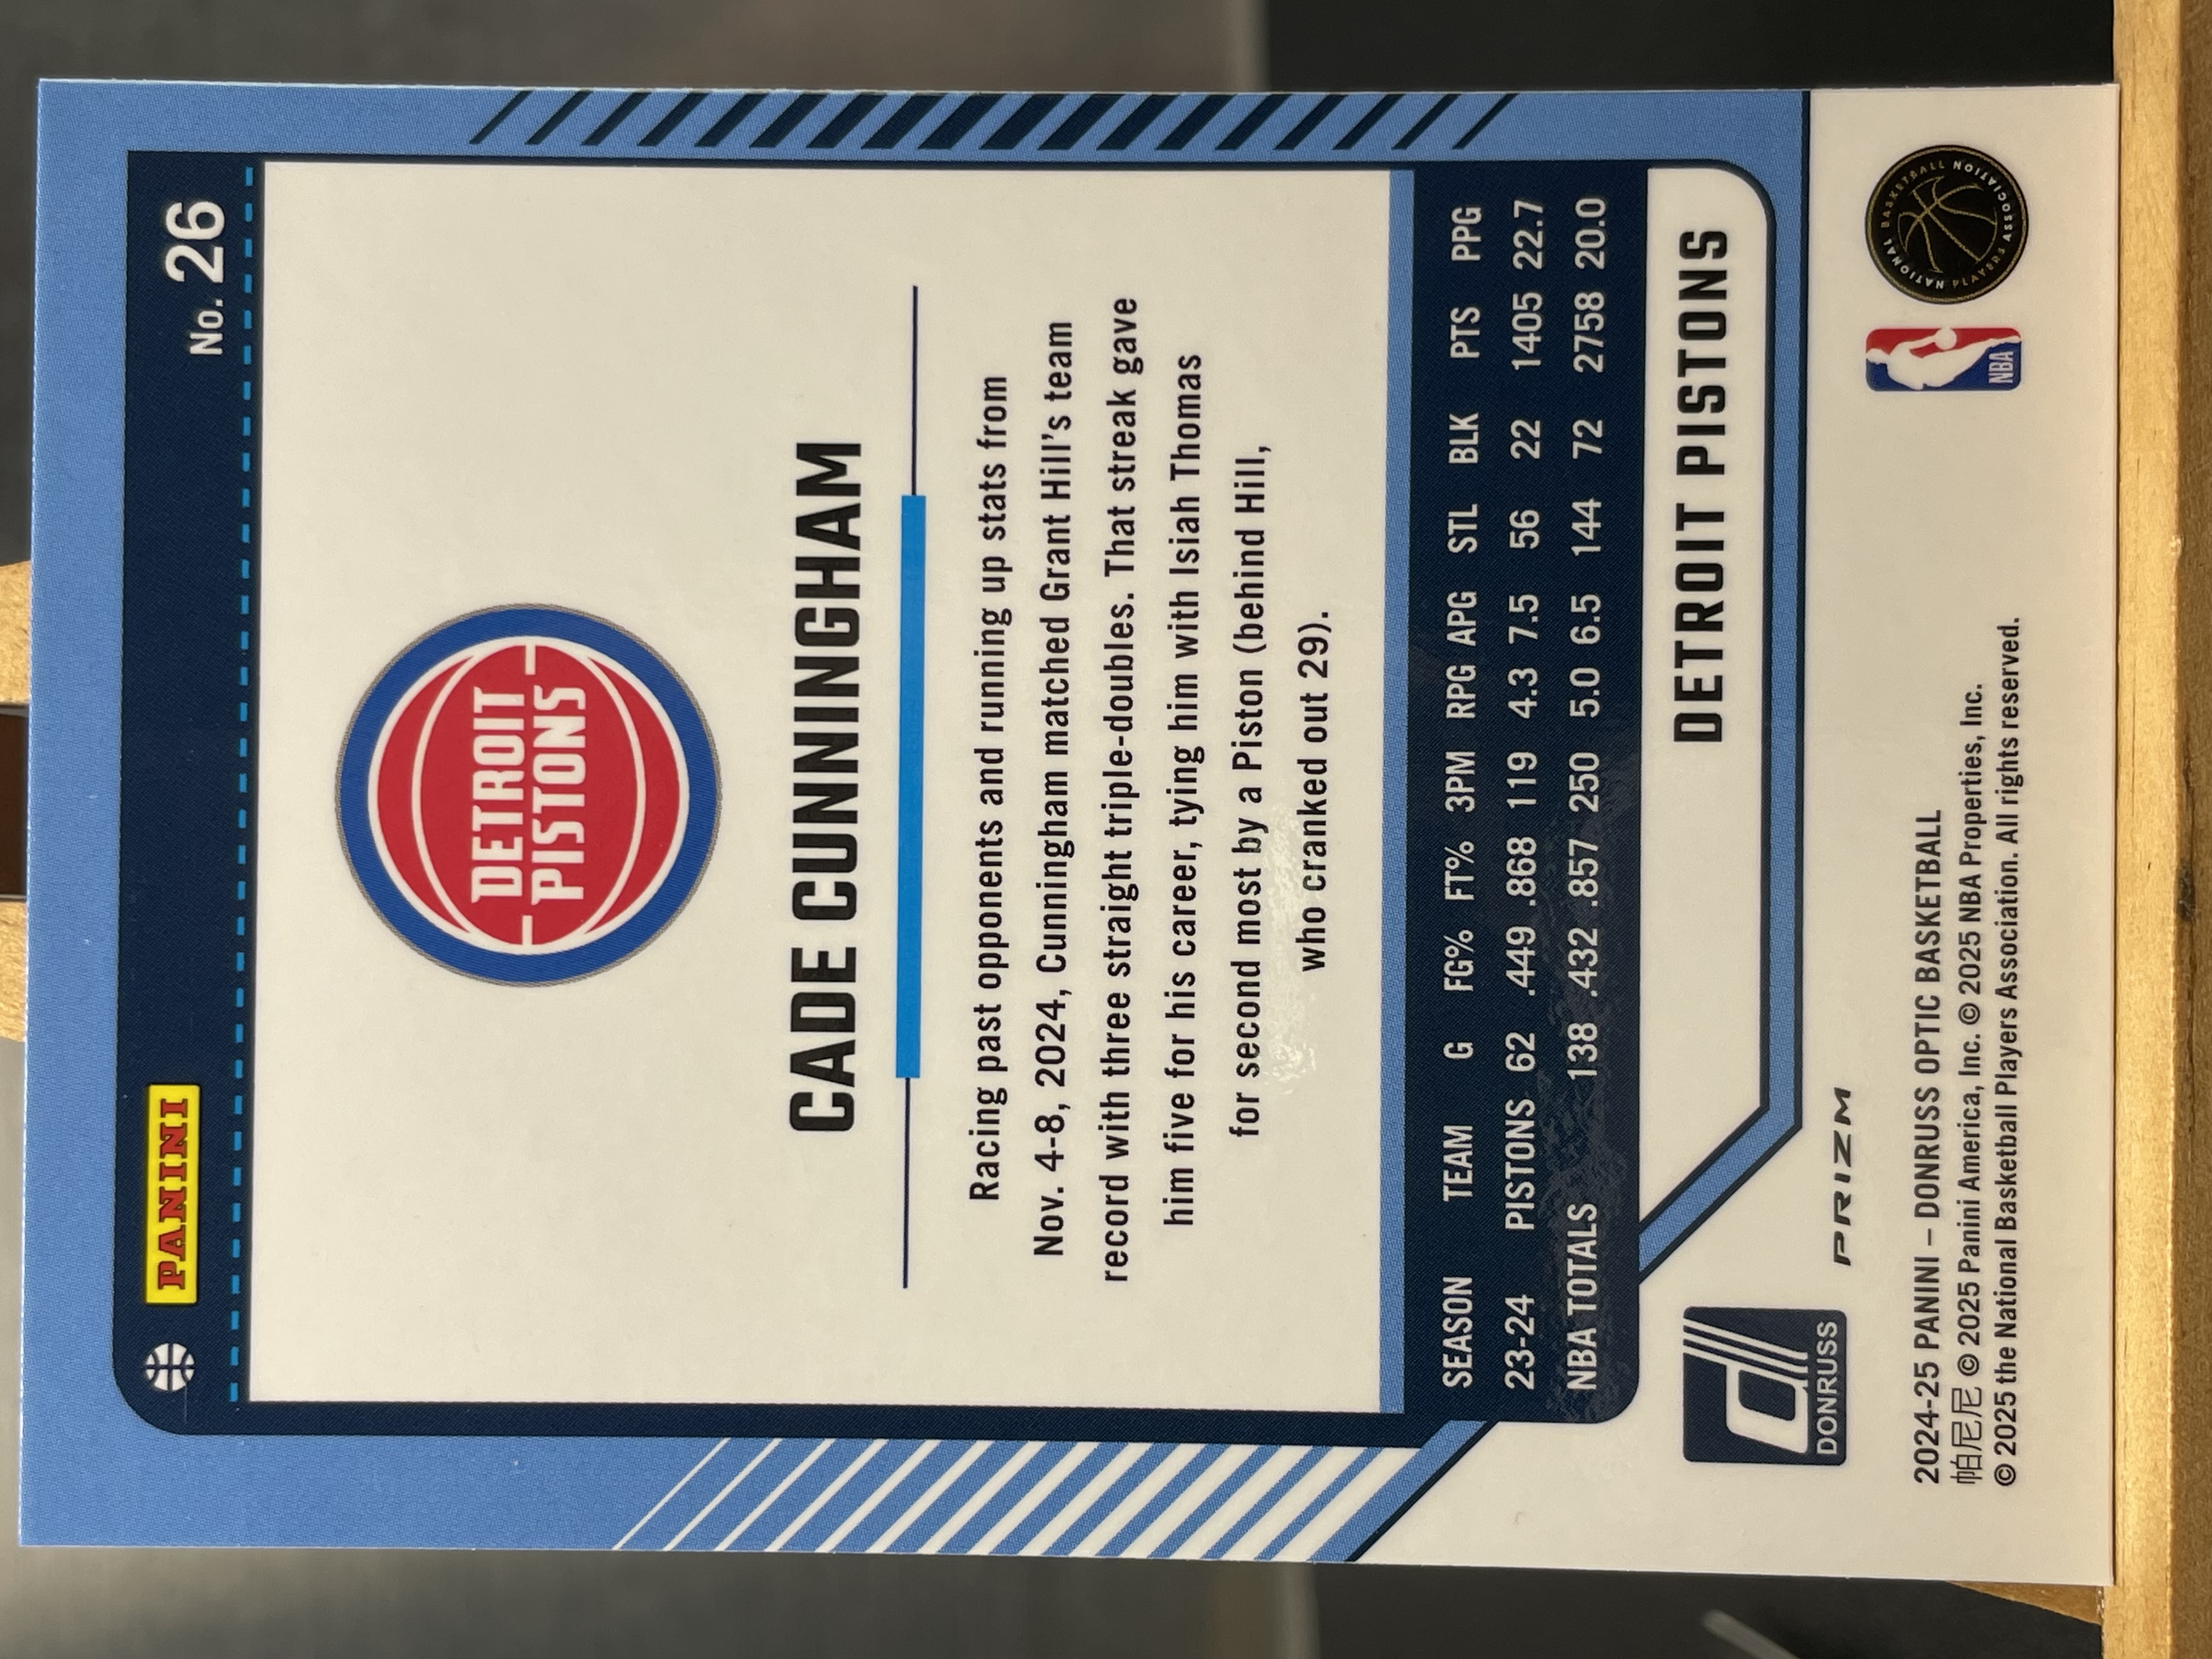 PANINI
No. 26
DETROIT
PISTONS
CADE CUNNINGHAM
Racing past opponents and running up stats from
Nov. 4-8, 2024, Cunningham matched Grant Hill's team
record with three straight triple-doubles. That streak gave
him five for his career, tying him with Isiah Thomas
for second most by a Piston (behind Hill,
who cranked out 29).
SEASON TEAM G FG% FT% 3PM RPG APG STL BLK PTS PPG
23-24 PISTONS 62 .449 .868 119 4.3 7.5 56 22 1405 22.7
NBA TOTALS 138 .432 .857 250 5.0 6.5 144 72 2758 20.0
DETROIT PISTONS
DONRUSS
PRIZM
2024-25 PANINI – DONRUSS OPTIC BASKETBALL
帕尼尼 © 2025 Panini America, Inc. © 2025 NBA Properties, Inc.
© 2025 the National Basketball Players Association. All rights reserved.
NBA
NATIONAL BASKETBALL ASSOCIATION
PLAYERS